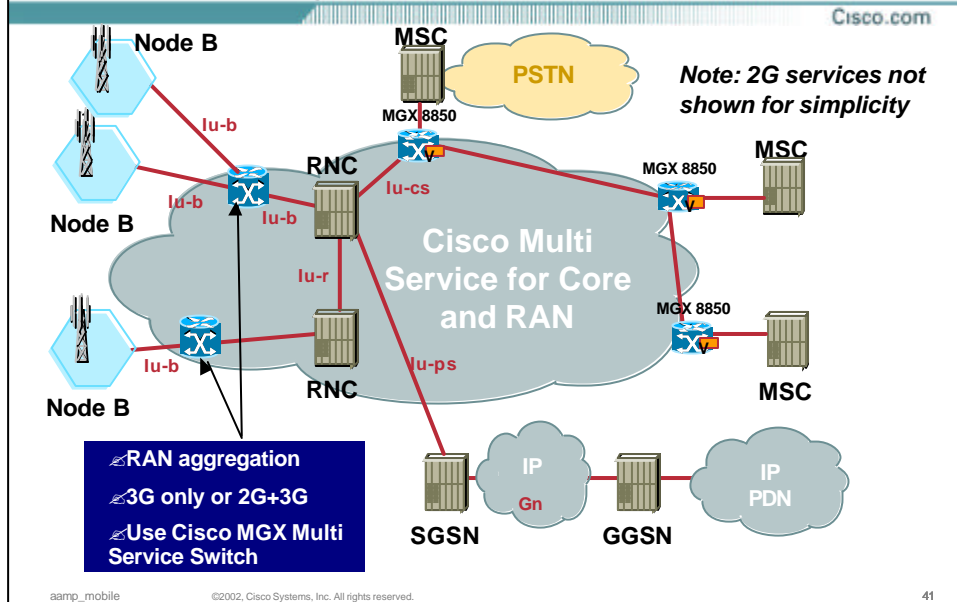 Cisco.com
Node B
MSC
PSTN
Note: 2G services not
shown for simplicity
MGX 8850
Iu-b
RNC
MSC
MGX 8850
Iu-cs
Iu-b
Iu-b
Node B
V
V
Cisco Multi
Service for Core
and RAN
Iu-r
MGX 8850
V
Iu-b
Iu-ps
RNC
MSC
Node B
RAN aggregation
3G only or 2G+3G
Use Cisco MGX Multi
Service Switch
IP
Gn
IP
PDN
SGSN
GGSN
aamp_mobile
©2002, Cisco Systems, Inc. All rights reserved.
41